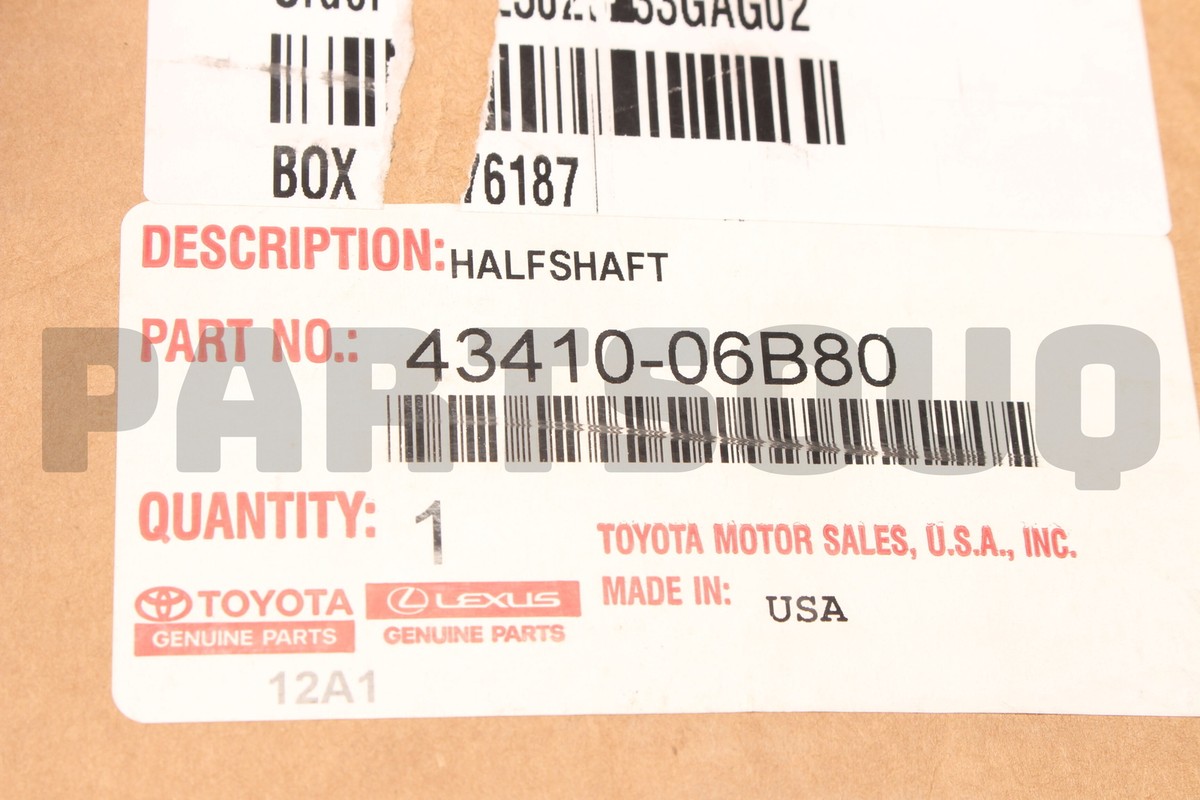 BOX 76187
DESCRIPTION: HALFSHAFT
PART NO.: 43410-06B80
PARTSOUQ
QUANTITY: 1
TOYOTA MOTOR SALES, U.S.A., INC.
MADE IN: USA
TOYOTA
GENUINE PARTS
LEXUS
GENUINE PARTS
12A1